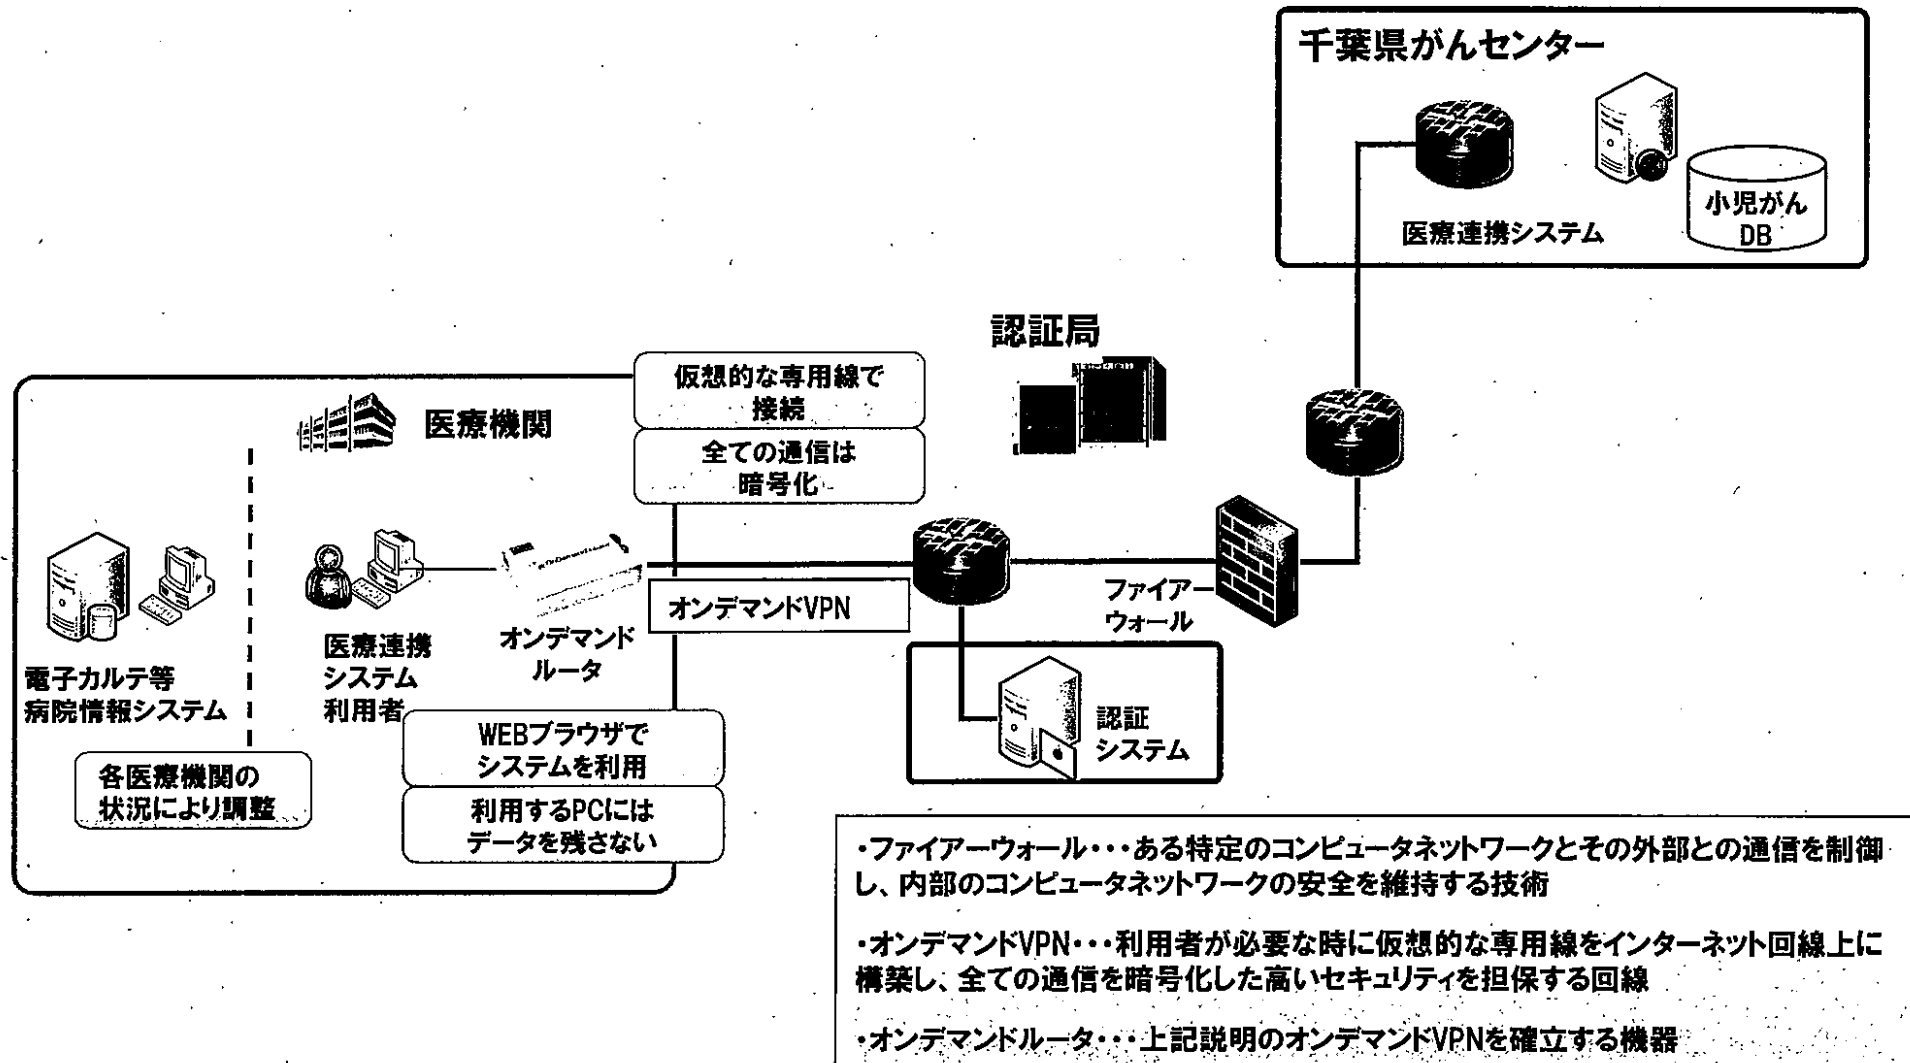 千葉県がんセンター
医療連携システム
小児がん
DB
認証局
仮想的な専用線で
接続
全ての通信は
暗号化
医療機関
電子カルテ等
病院情報システム
医療連携
システム
利用者
オンデマンド
ルータ
オンデマンドVPN
ファイアー
ウォール
認証
システム
WEBブラウザで
システムを利用
利用するPCには
データを残さない
各医療機関の
状況により調整
・ファイアーウォール・・・ある特定のコンピュータネットワークとその外部との通信を制御
し、内部のコンピュータネットワークの安全を維持する技術
・オンデマンドVPN・・・利用者が必要な時に仮想的な専用線をインターネット回線上に
構築し、全ての通信を暗号化した高いセキュリティを担保する回線
・オンデマンドルータ・・・上記説明のオンデマンドVPNを確立する機器